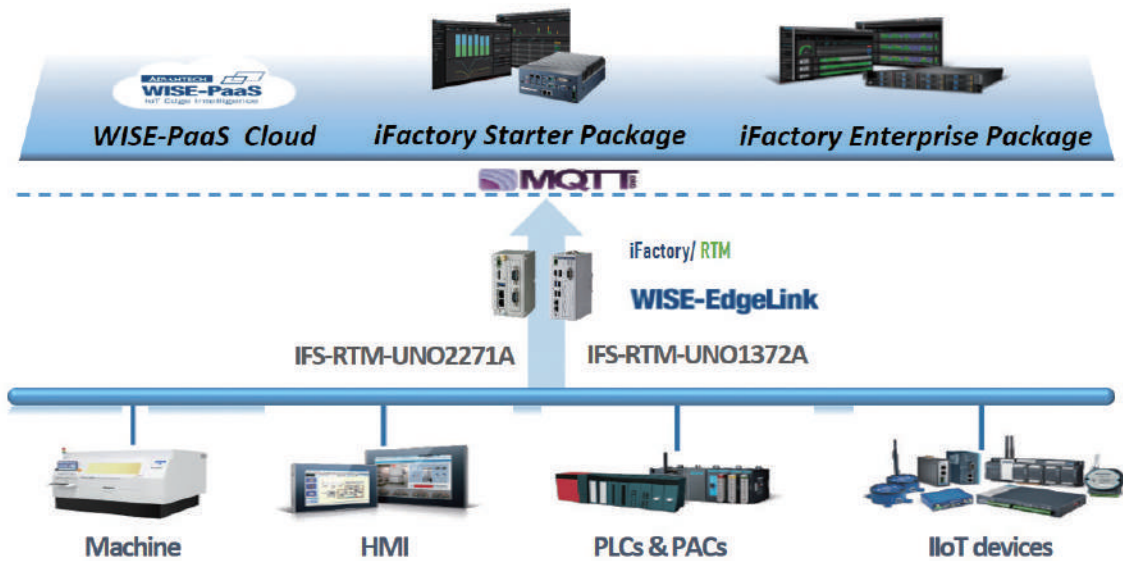 ADVANTECH
WISE-PaaS
IoT Edge Intelligence
WISE-PaaS Cloud
iFactory Starter Package
iFactory Enterprise Package
MQTT
iFactory/ RTM
WISE-EdgeLink
IFS-RTM-UNO2271A
IFS-RTM-UNO1372A
Machine
HMI
PLCs & PACs
IIoT devices